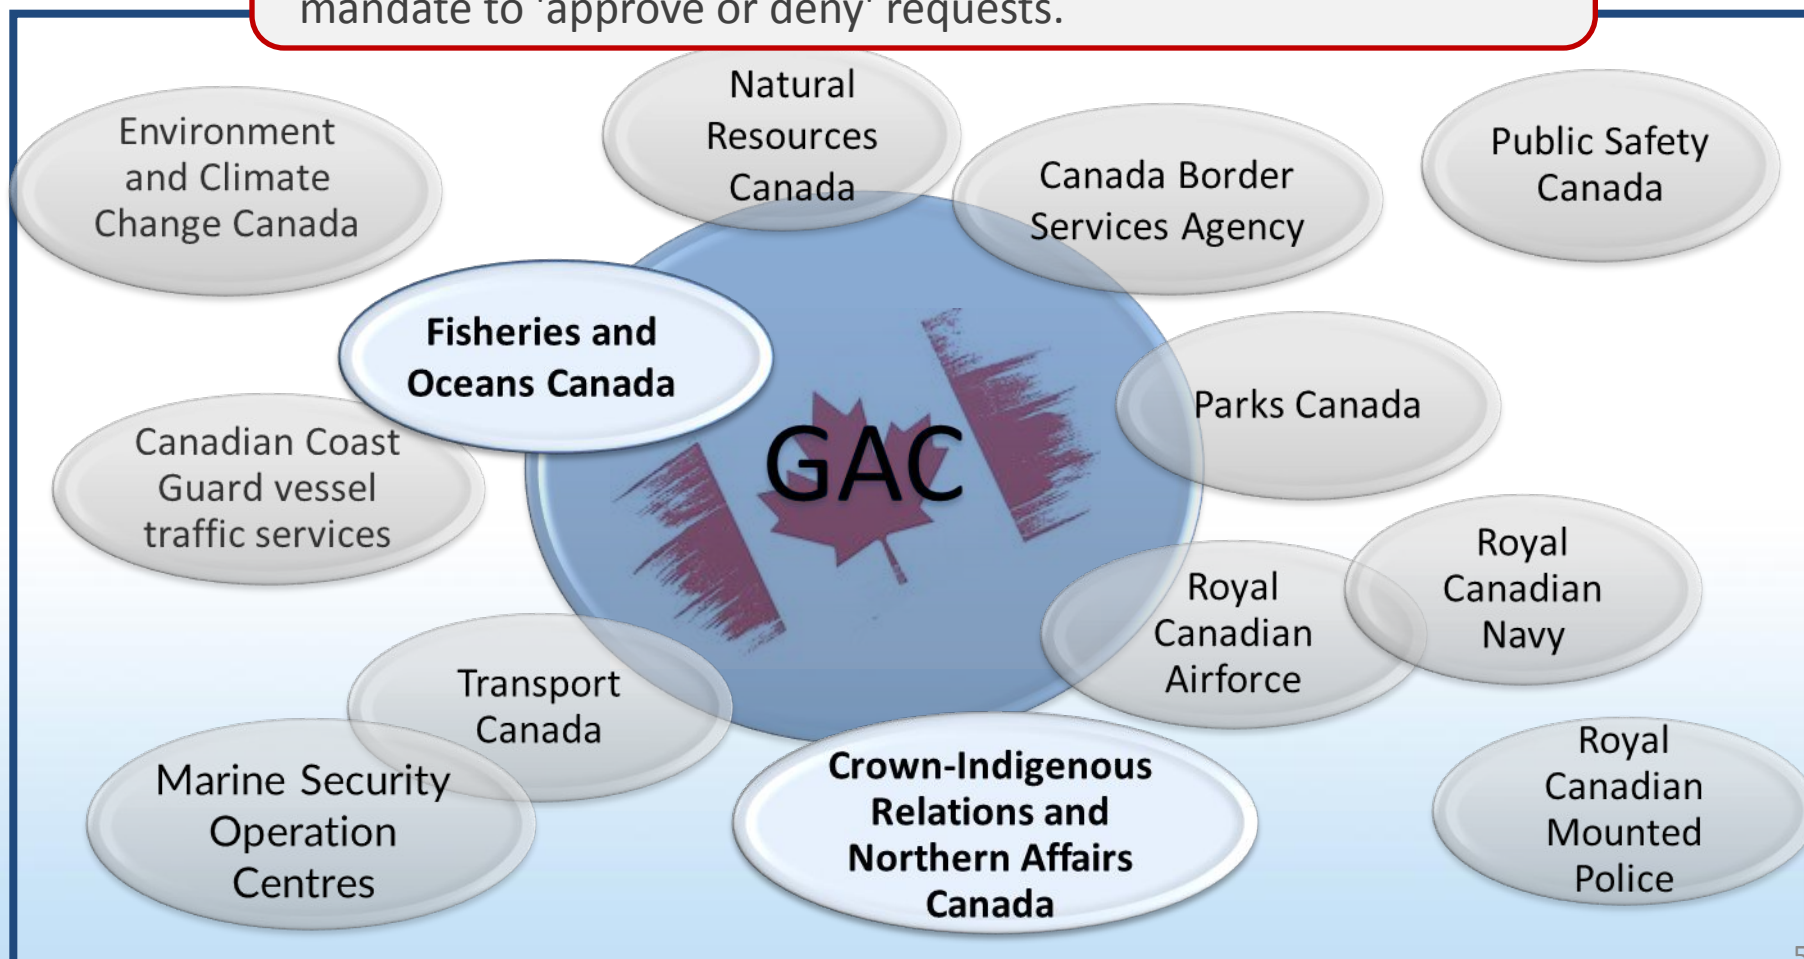 mandate to 'approve or deny' requests.
Natural
Resources
Canada
Environment
and Climate
Change Canada
Canada Border
Services Agency
Public Safety
Canada
Fisheries and
Oceans Canada
Parks Canada
Canadian Coast
Guard vessel
traffic services
GAC
Royal
Canadian
Navy
Royal
Canadian
Airforce
Transport
Canada
Marine Security
Operation
Centres
Crown-Indigenous
Relations and
Northern Affairs
Canada
Royal
Canadian
Mounted
Police